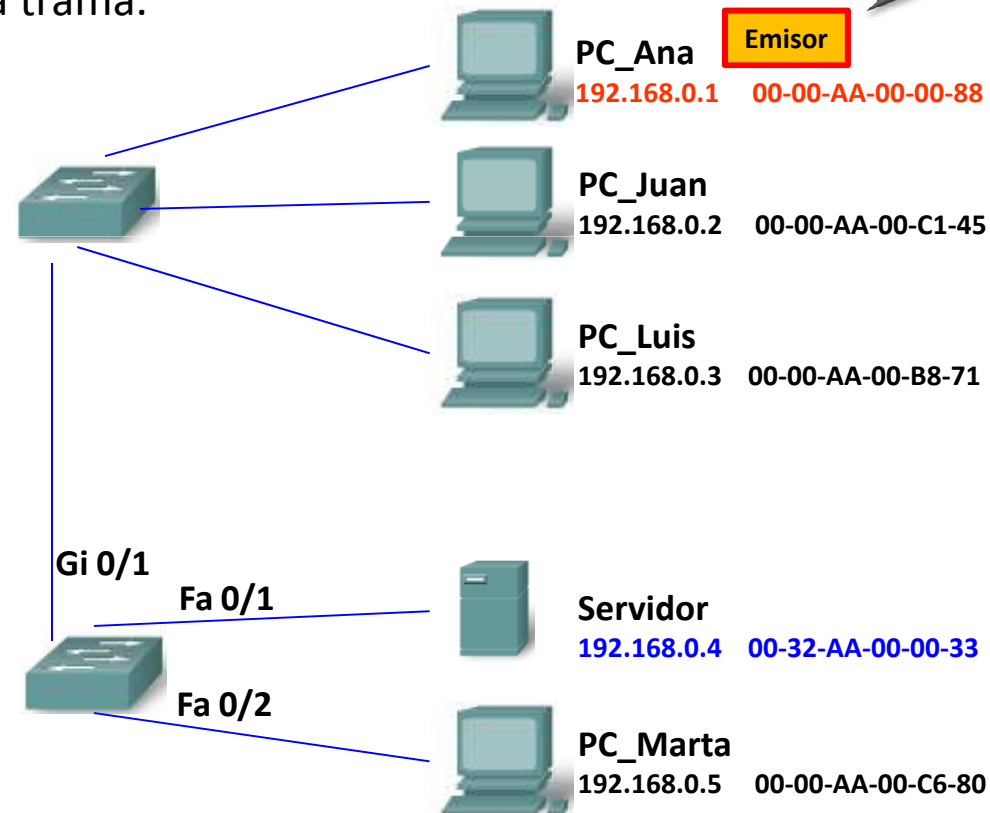 a trama.
PC_Ana
Emisor
192.168.0.1 00-00-AA-00-00-88
PC_Juan
192.168.0.2 00-00-AA-00-C1-45
PC_Luis
192.168.0.3 00-00-AA-00-B8-71
Gi 0/1
Fa 0/1
Servidor
192.168.0.4 00-32-AA-00-00-33
Fa 0/2
PC_Marta
192.168.0.5 00-00-AA-00-C6-80